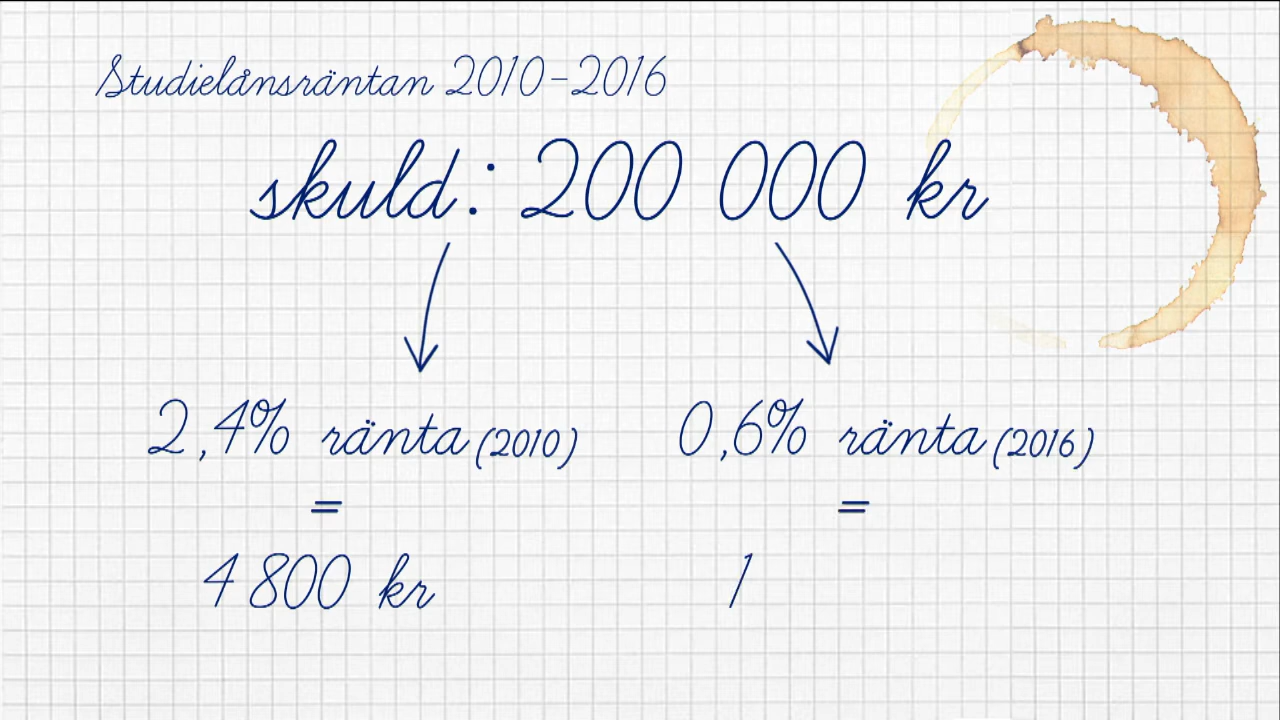 Studielånsräntan 2010-2016
skuld: 200 000 kr
2,4% ränta (2010)
0,6% ränta (2016)
=
=
4 800 kr
1